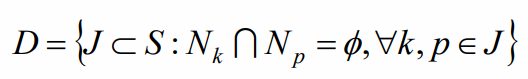 D = {J ⊂ S : N_k ⋂ N_p = ϕ, ∀k, p ∈ J}